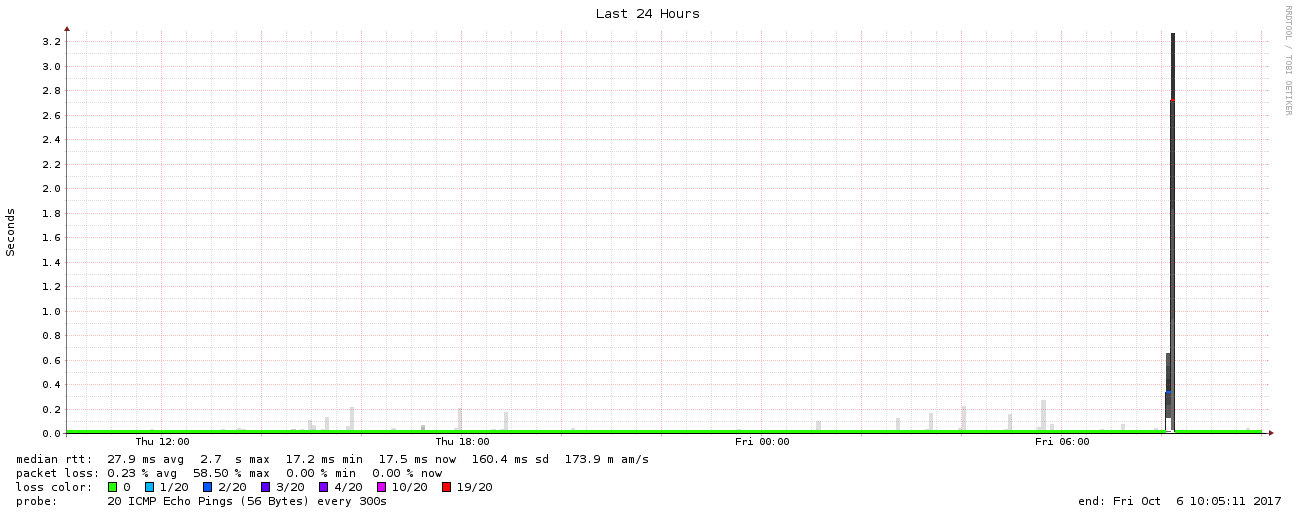 Last 24 Hours
RRDTOOL / TOBI OETIKER
Seconds
3.2
3.0
2.8
2.6
2.4
2.2
2.0
1.8
1.6
1.4
1.2
1.0
0.8
0.6
0.4
0.2
0.0
Thu 12:00 Thu 18:00 Fri 00:00 Fri 06:00
median rtt: 27.9 ms avg 2.7 s max 17.2 ms min 17.5 ms now 160.4 ms sd 173.9 m am/s
packet loss: 0.23 % avg 58.50 % max 0.00 % min 0.00 % now
loss color: 0 1/20 2/20 3/20 4/20 10/20 19/20
probe: 20 ICMP Echo Pings (56 Bytes) every 300s end: Fri Oct 6 10:05:11 2017